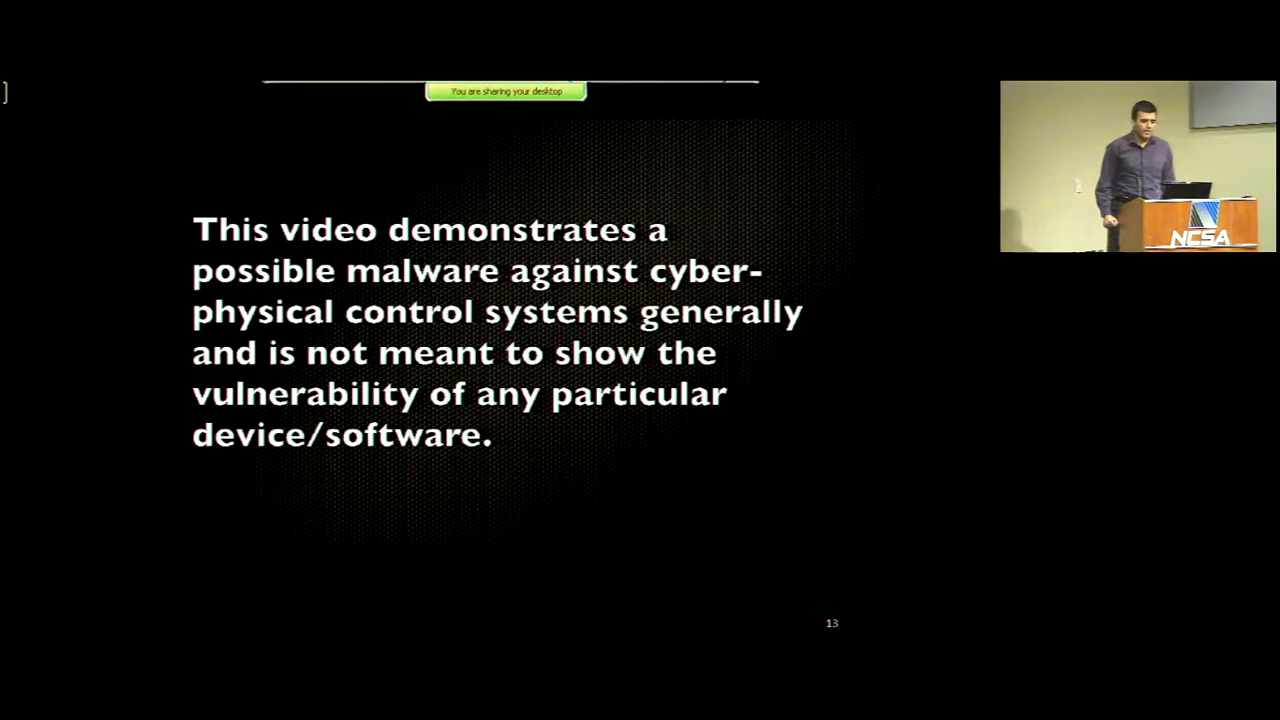 ]
You are sharing your desktop
This video demonstrates a
possible malware against cyber-
physical control systems generally
and is not meant to show the
vulnerability of any particular
device/software.
NCSA
13